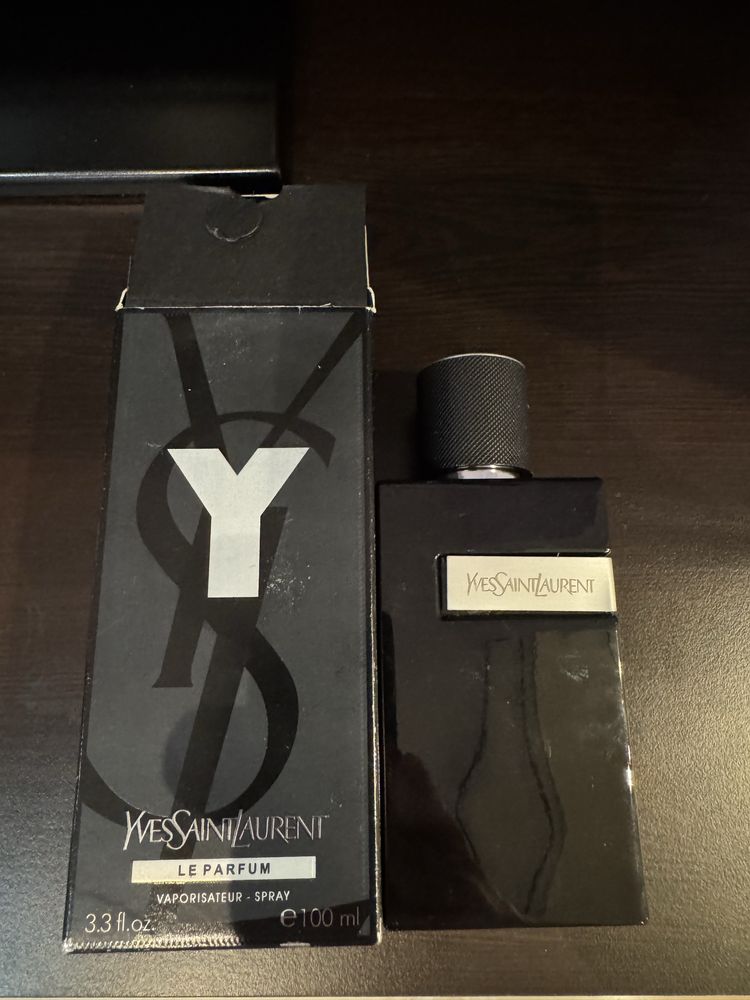 Y
YVESSAINTLAURENT
LE PARFUM
VAPORISATEUR - SPRAY
3.3 fl.oz. ℮100 ml
YVESSAINTLAURENT